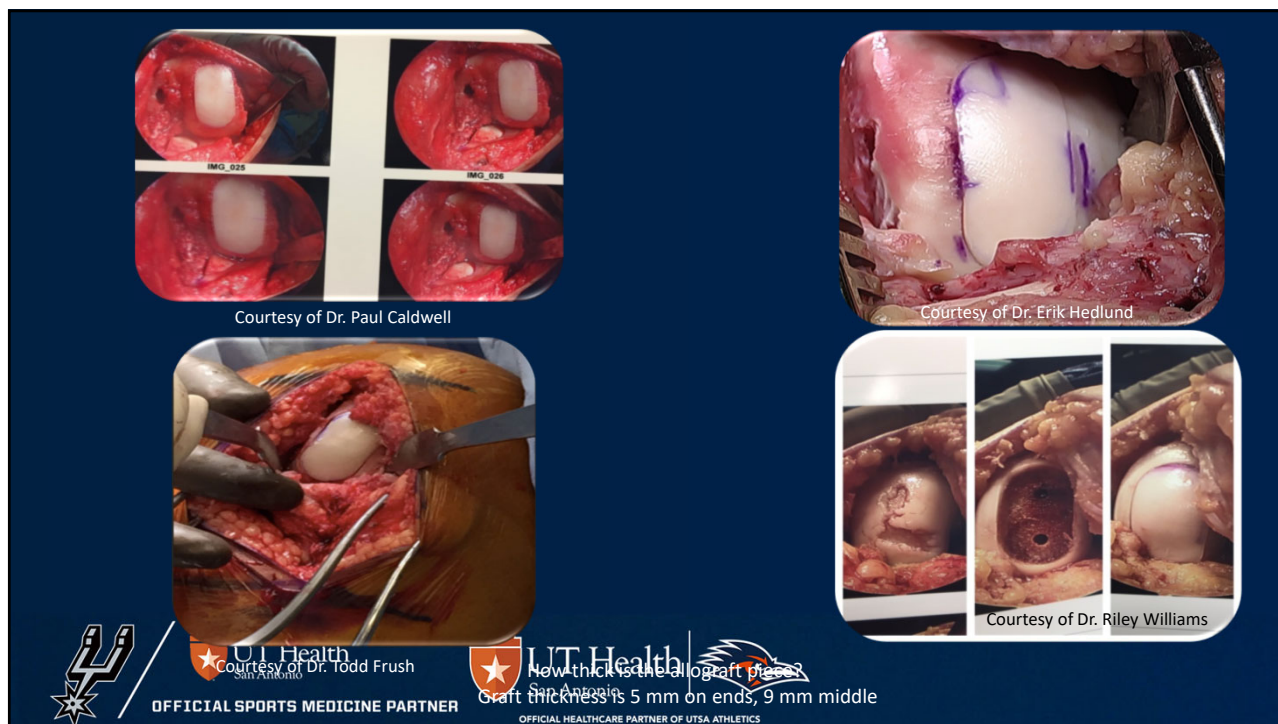 IMG_025
IMG_026
Courtesy of Dr. Paul Caldwell
Courtesy of Dr. Erik Hedlund
Courtesy of Dr. Riley Williams
UT Health
San Antonio
Courtesy of Dr. Todd Frush
OFFICIAL SPORTS MEDICINE PARTNER
UT Health
San Antonio
How thick is the allograft piece?
Graft thickness is 5 mm on ends, 9 mm middle
OFFICIAL HEALTHCARE PARTNER OF UTSA ATHLETICS